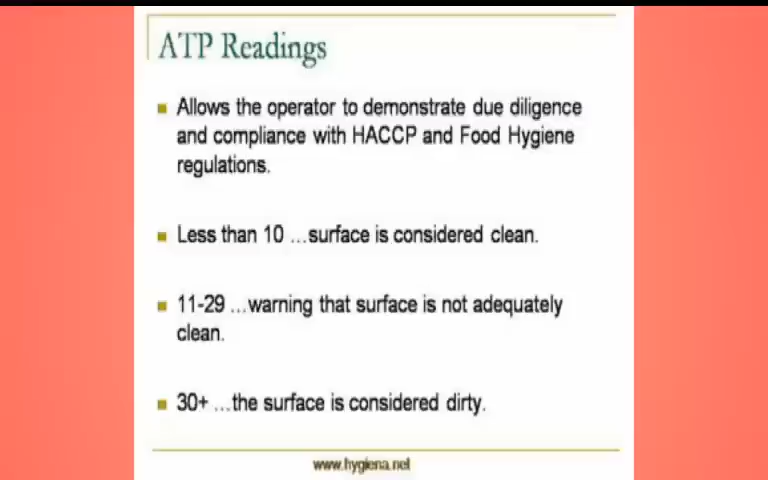 ATP Readings
Allows the operator to demonstrate due diligence
and compliance with HACCP and Food Hygiene
regulations.
Less than 10 ...surface is considered clean.
11-29 ...warning that surface is not adequately
clean.
30+ ...the surface is considered dirty.
www.hygiena.net